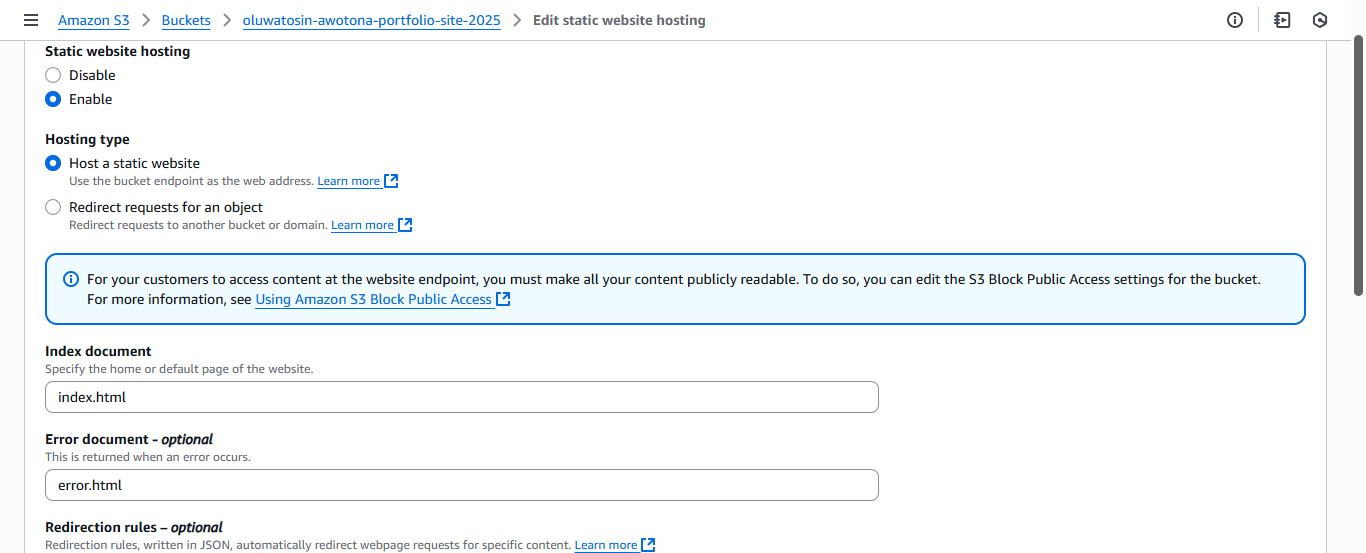 Amazon S3 > Buckets > oluwatosin-awotona-portfolio-site-2025 > Edit static website hosting
Static website hosting
Disable
Enable
Hosting type
Host a static website
Use the bucket endpoint as the web address. Learn more
Redirect requests for an object
Redirect requests to another bucket or domain. Learn more
For your customers to access content at the website endpoint, you must make all your content publicly readable. To do so, you can edit the S3 Block Public Access settings for the bucket.
For more information, see Using Amazon S3 Block Public Access
Index document
Specify the home or default page of the website.
index.html
Error document - optional
This is returned when an error occurs.
error.html
Redirection rules – optional
Redirection rules, written in JSON, automatically redirect webpage requests for specific content. Learn more